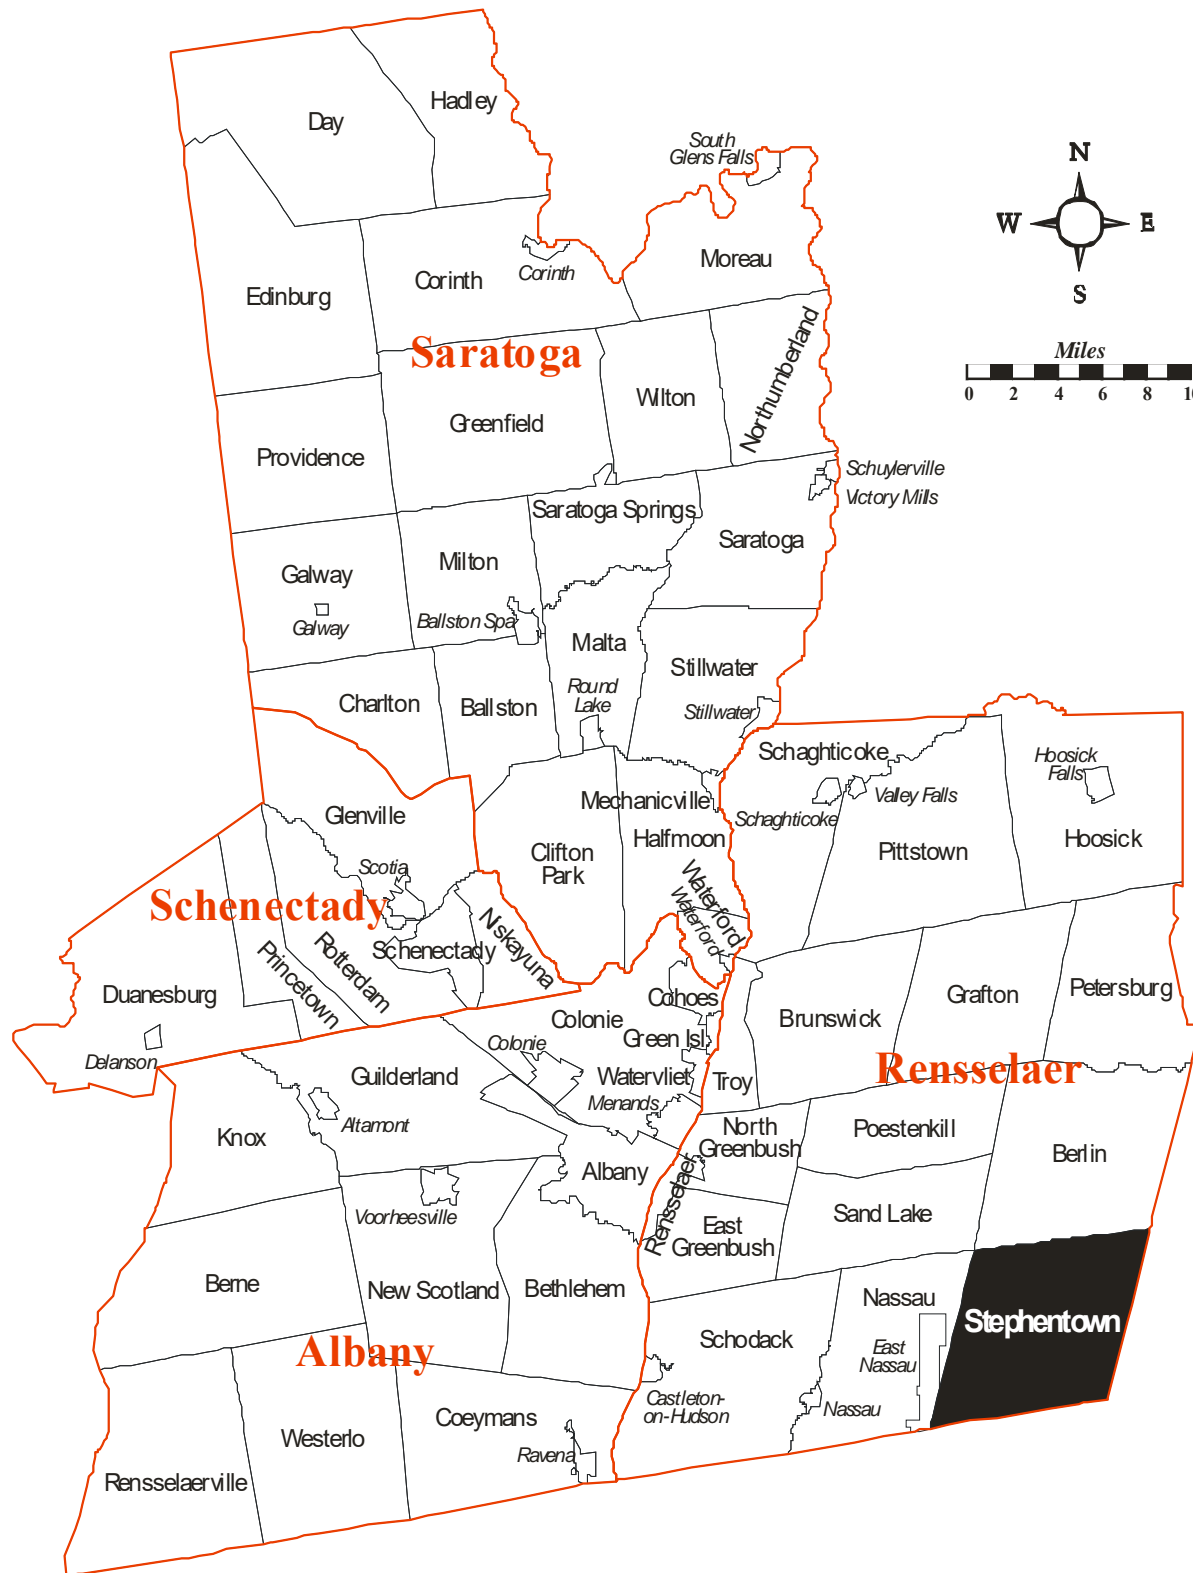 Hadley
Day
South
Glens Falls
N
W
E
S
Moreau
Corinth
Corinth
Edinburg
Saratoga
Miles
0 2 4 6 8 10
Northumberland
Wilton
Greenfield
Providence
Schuylerville
Victory Mills
Saratoga Springs
Saratoga
Milton
Galway
Galway
Ballston Spa
Malta
Stillwater
Round
Lake
Charlton
Ballston
Stillwater
Schaghticoke
Hoosick
Falls
Schaghticoke
Valley Falls
Mechanicville
Glenville
Halfmoon
Hoosick
Clifton
Park
Pittstown
Scotia
Waterford
Waterford
Schenectady
Schenectady
Niskayuna
Rotterdam
Princetown
Duanesburg
Delanson
Cohoes
Colonie
Green Isl.
Brunswick
Grafton
Petersburg
Colonie
Rensselaer
Guilderland
Watervliet
Troy
Menands
Altamont
Knox
North
Greenbush
Poestenkill
Berlin
Albany
Rensselaer
Voorheesville
Sand Lake
East
Greenbush
Berne
New Scotland
Bethlehem
Nassau
Stephentown
Schodack
East
Nassau
Albany
Castleton-
on-Hudson
Nassau
Coeymans
Westerlo
Ravena
Rensselaerville